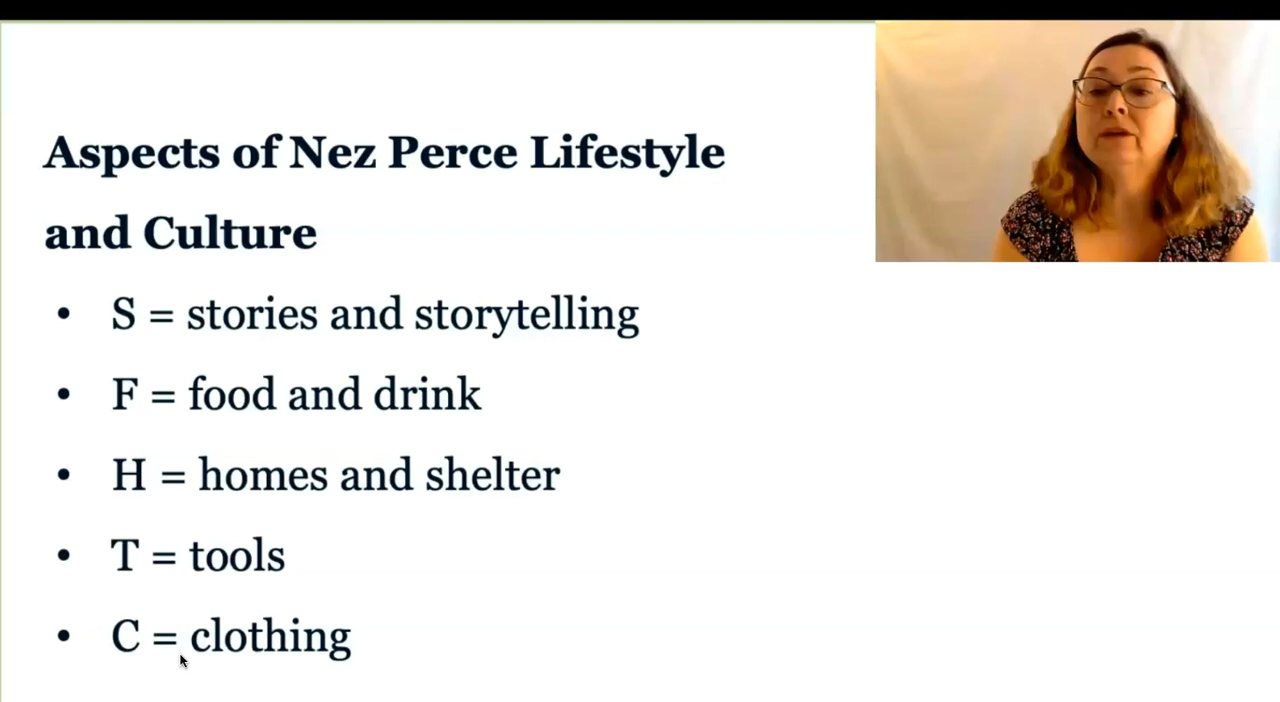 Aspects of Nez Perce Lifestyle
and Culture
• S = stories and storytelling
• F = food and drink
• H = homes and shelter
• T = tools
• C = clothing